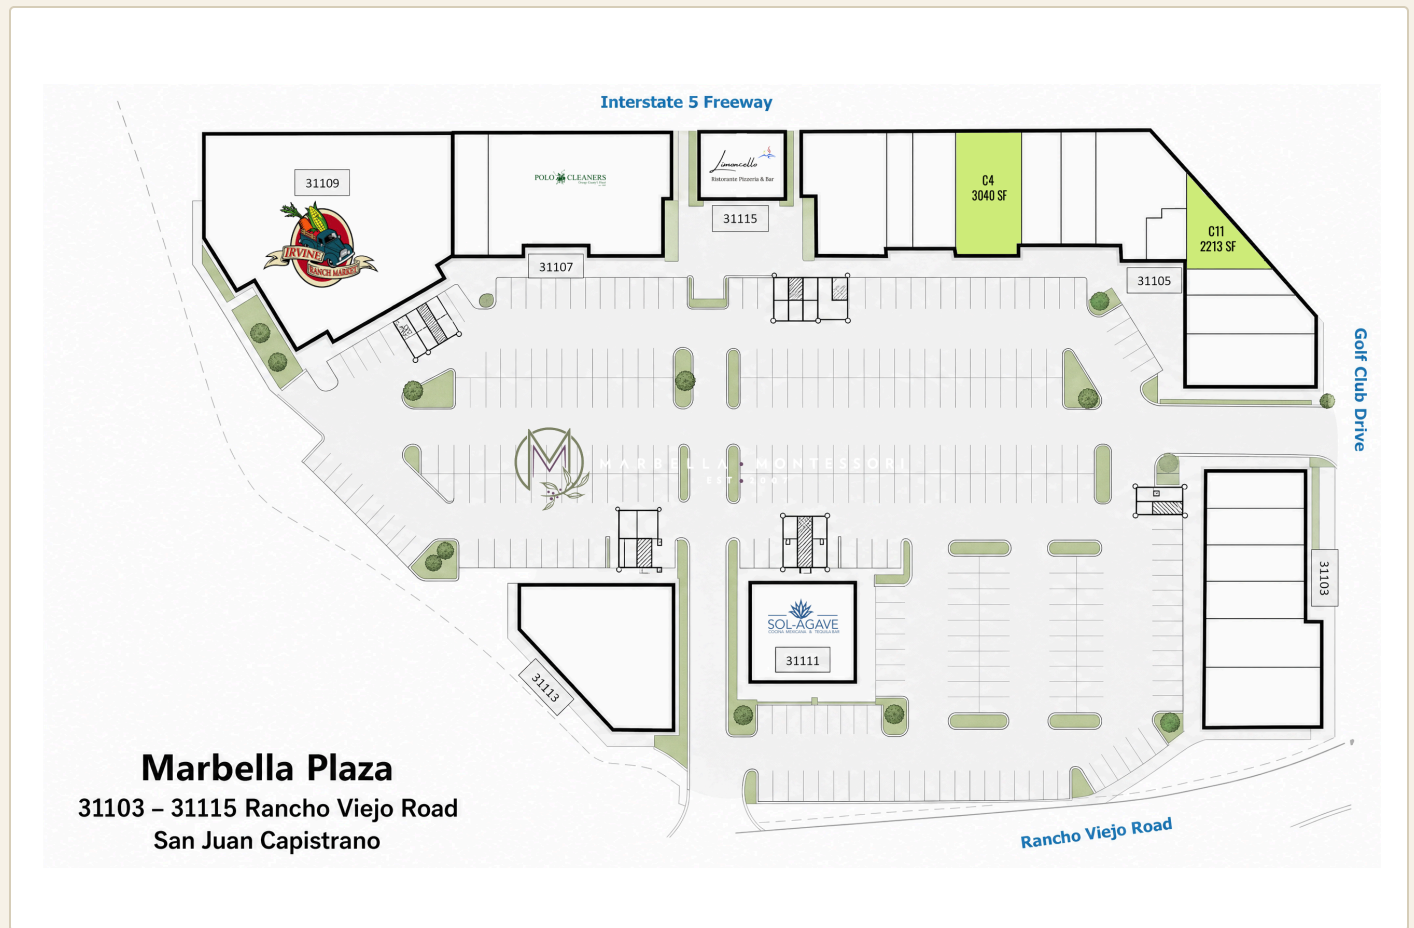 Interstate 5 Freeway
31109
IRVINE
RANCH MARKET
POLO CLEANERS
31107
Limoncello
Ristorante Pizzeria & Bar
31115
C4
3040 SF
C11
2213 SF
31105
Golf Club Drive
MARBELLA MONTESSORI
EST 2007
31103
SOL-AGAVE
COCINA MEXICANA & TEQUILA BAR
31111
31113
Marbella Plaza
31103 – 31115 Rancho Viejo Road
San Juan Capistrano
Rancho Viejo Road